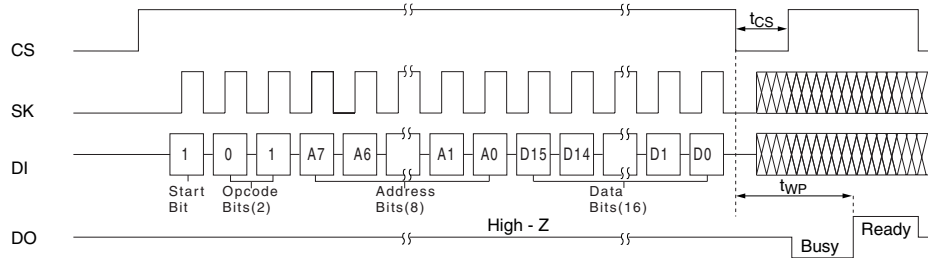 CS
tCS
SK
DI
1 0 1 A7 A6 A1 A0 D15 D14 D1 D0
Start Bit
Opcode Bits(2)
Address Bits(8)
Data Bits(16)
tWP
DO
High - Z
Busy
Ready